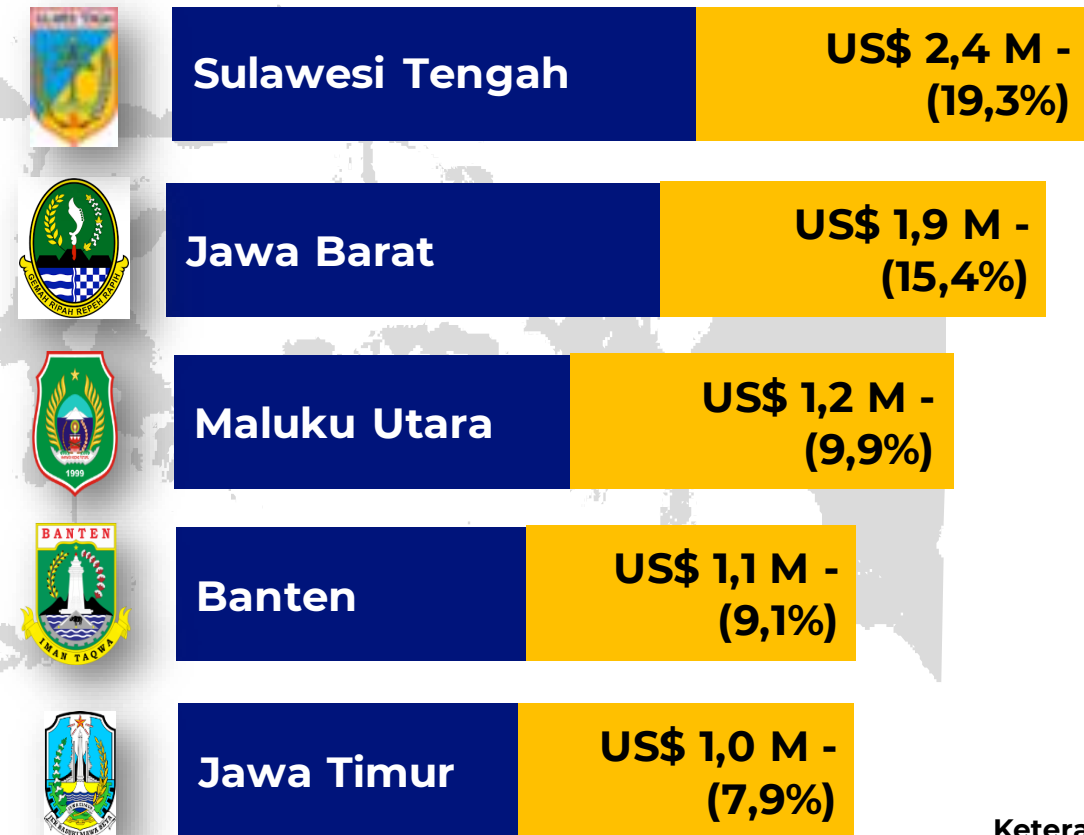 Sulawesi Tengah
US$ 2,4 M -
(19,3%)
Jawa Barat
US$ 1,9 M -
(15,4%)
GEMAH RIPAH REPEH RAPIH
Maluku Utara
US$ 1,2 M -
(9,9%)
1999
BANTEN
Banten
US$ 1,1 M -
(9,1%)
IMAN TAQWA
Jawa Timur
US$ 1,0 M -
(7,9%)
Ketera